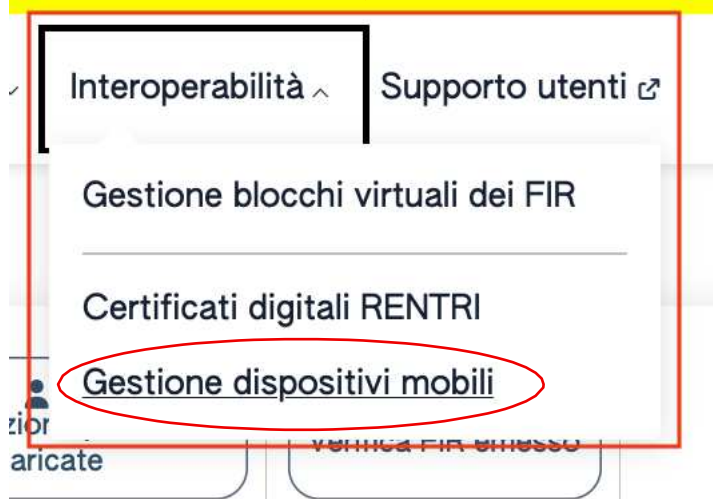 Interoperabilità
Supporto utenti
Gestione blocchi virtuali dei FIR
Certificati digitali RENTRI
Gestione dispositivi mobili
aricate